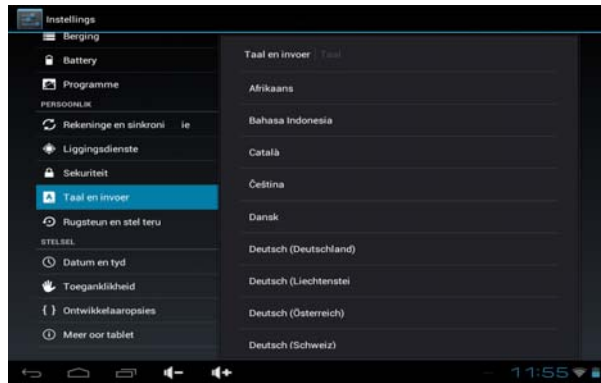 Instellings
Berging
Battery
Programme
PERSOONLIK
Rekeninge en sinkroni ie
Liggingsdienste
Sekuriteit
Taal en invoer
Rugsteun en stel teru
STELSEL
Datum en tyd
Toeganklikheid
{ } Ontwikkelaaropsies
Meer oor tablet
Taal en invoer | Taal
Afrikaans
Bahasa Indonesia
Català
Čeština
Dansk
Deutsch (Deutschland)
Deutsch (Liechtenstei
Deutsch (Österreich)
Deutsch (Schweiz)
11:55